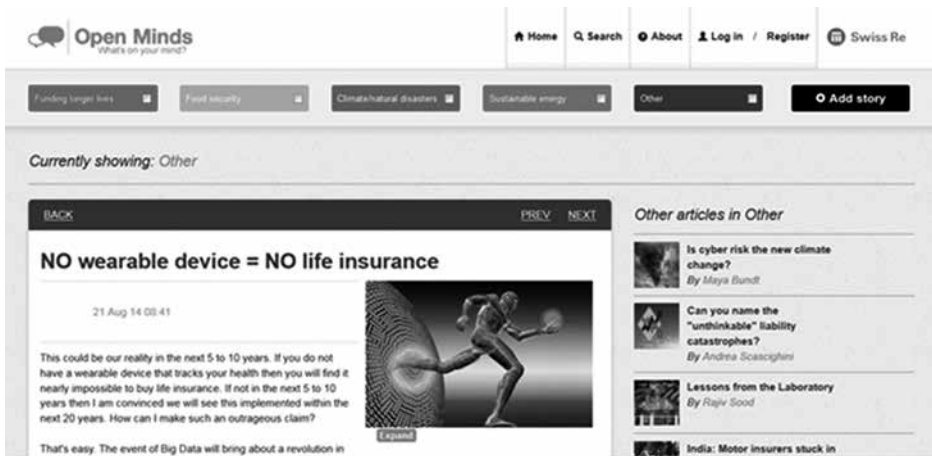 Open Minds
What's on your mind?
Home Search About Log in / Register Swiss Re
Funding longer lives Food security Climate/natural disasters Sustainable energy Other Add story
Currently showing: Other
BACK PREV NEXT
NO wearable device = NO life insurance
21 Aug 14 08:41
This could be our reality in the next 5 to 10 years. If you do not
have a wearable device that tracks your health then you will find it
nearly impossible to buy life insurance. If not in the next 5 to 10
years then I am convinced we will see this implemented within the
next 20 years. How can I make such an outrageous claim?
That's easy. The event of Big Data will bring about a revolution in
Expand
Other articles in Other
Is cyber risk the new climate
change?
By Maya Bundt
Can you name the
"unthinkable" liability
catastrophes?
By Andrea Scascighini
Lessons from the Laboratory
By Rajiv Sood
India: Motor insurers stuck in